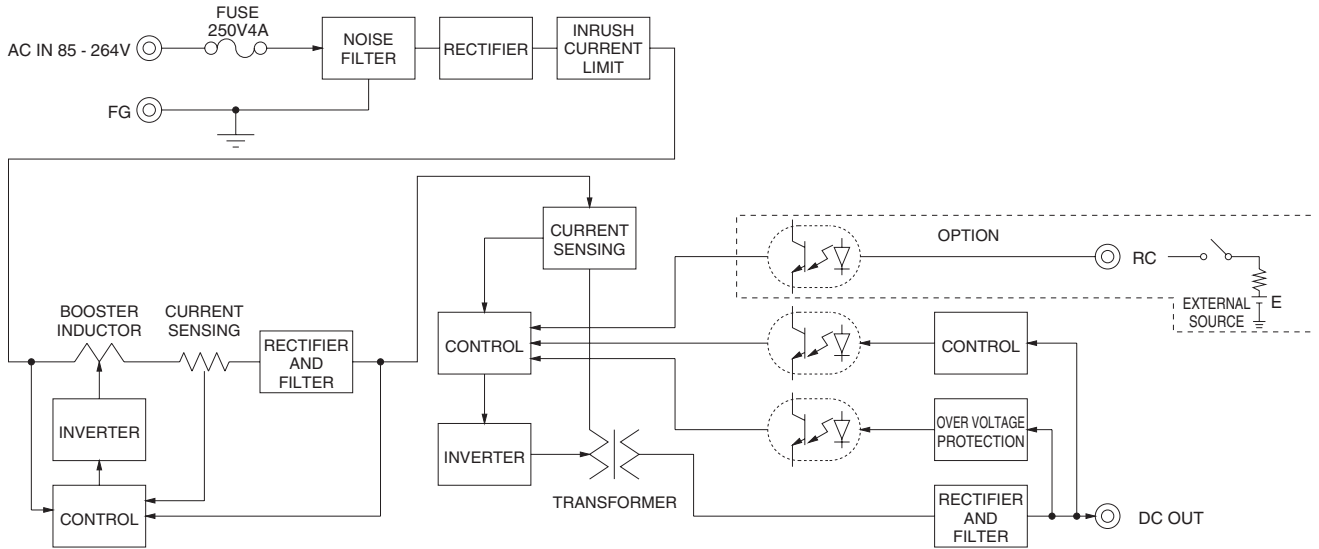 FUSE
250V4A
AC IN 85 - 264V
NOISE
FILTER
RECTIFIER
INRUSH
CURRENT
LIMIT
FG
CURRENT
SENSING
OPTION
RC
E
EXTERNAL
SOURCE
BOOSTER
INDUCTOR
CURRENT
SENSING
RECTIFIER
AND
FILTER
CONTROL
CONTROL
INVERTER
OVER VOLTAGE
PROTECTION
INVERTER
TRANSFORMER
CONTROL
RECTIFIER
AND
FILTER
DC OUT